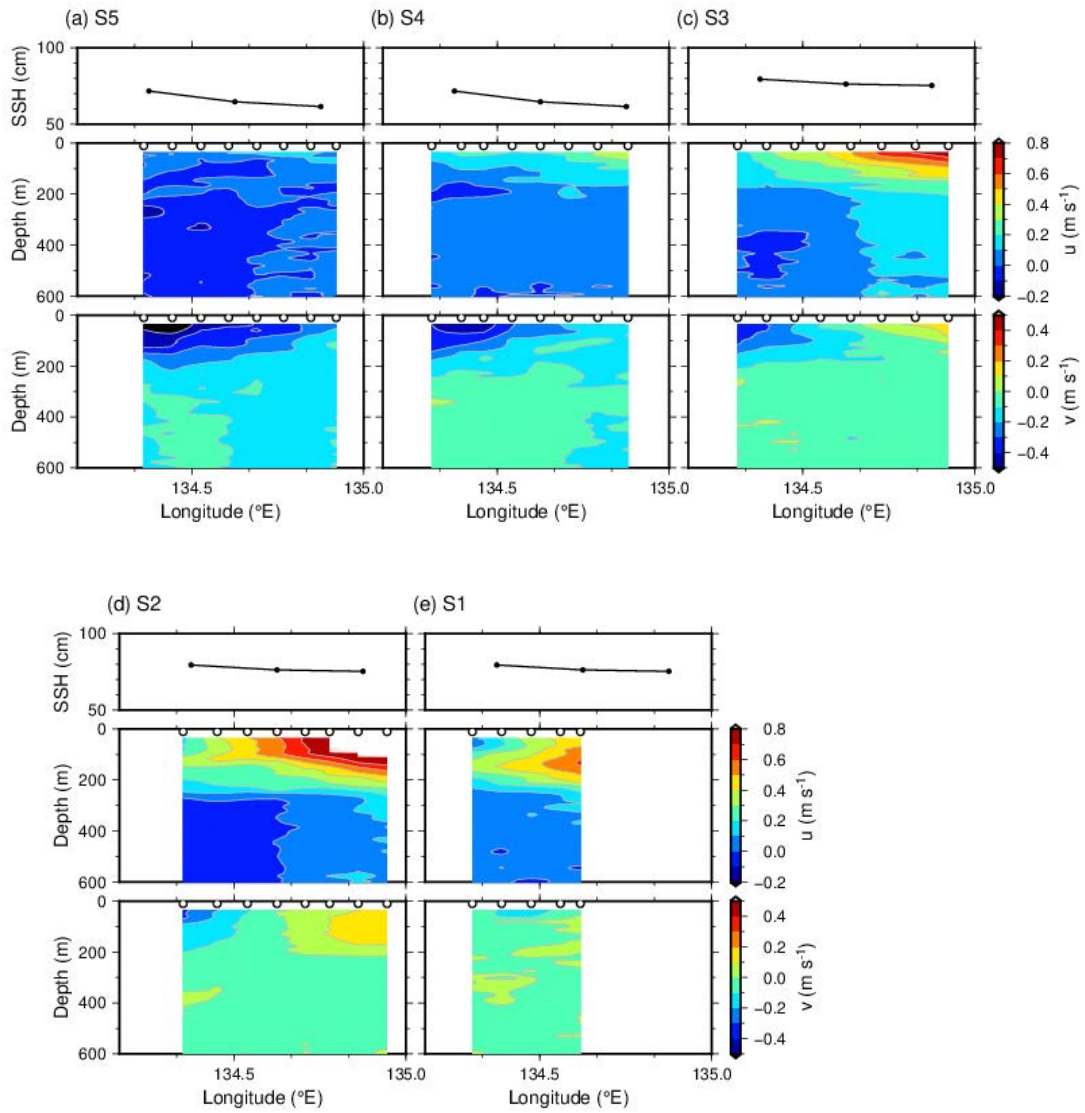 (a) S5 (b) S4 (c) S3
100
SSH (cm)
50
0
200
Depth (m)
400
600
0.8
0.6
0.4
0.2
0.0
−0.2
u (m s⁻¹)
0
200
Depth (m)
400
600
0.4
0.2
0.0
−0.2
−0.4
v (m s⁻¹)
134.5 135.0 134.5 135.0 134.5 135.0
Longitude (°E) Longitude (°E) Longitude (°E)
(d) S2 (e) S1
100
SSH (cm)
50
0
200
Depth (m)
400
600
0.8
0.6
0.4
0.2
0.0
−0.2
u (m s⁻¹)
0
200
Depth (m)
400
600
0.4
0.2
0.0
−0.2
−0.4
v (m s⁻¹)
134.5 135.0 134.5 135.0
Longitude (°E) Longitude (°E)